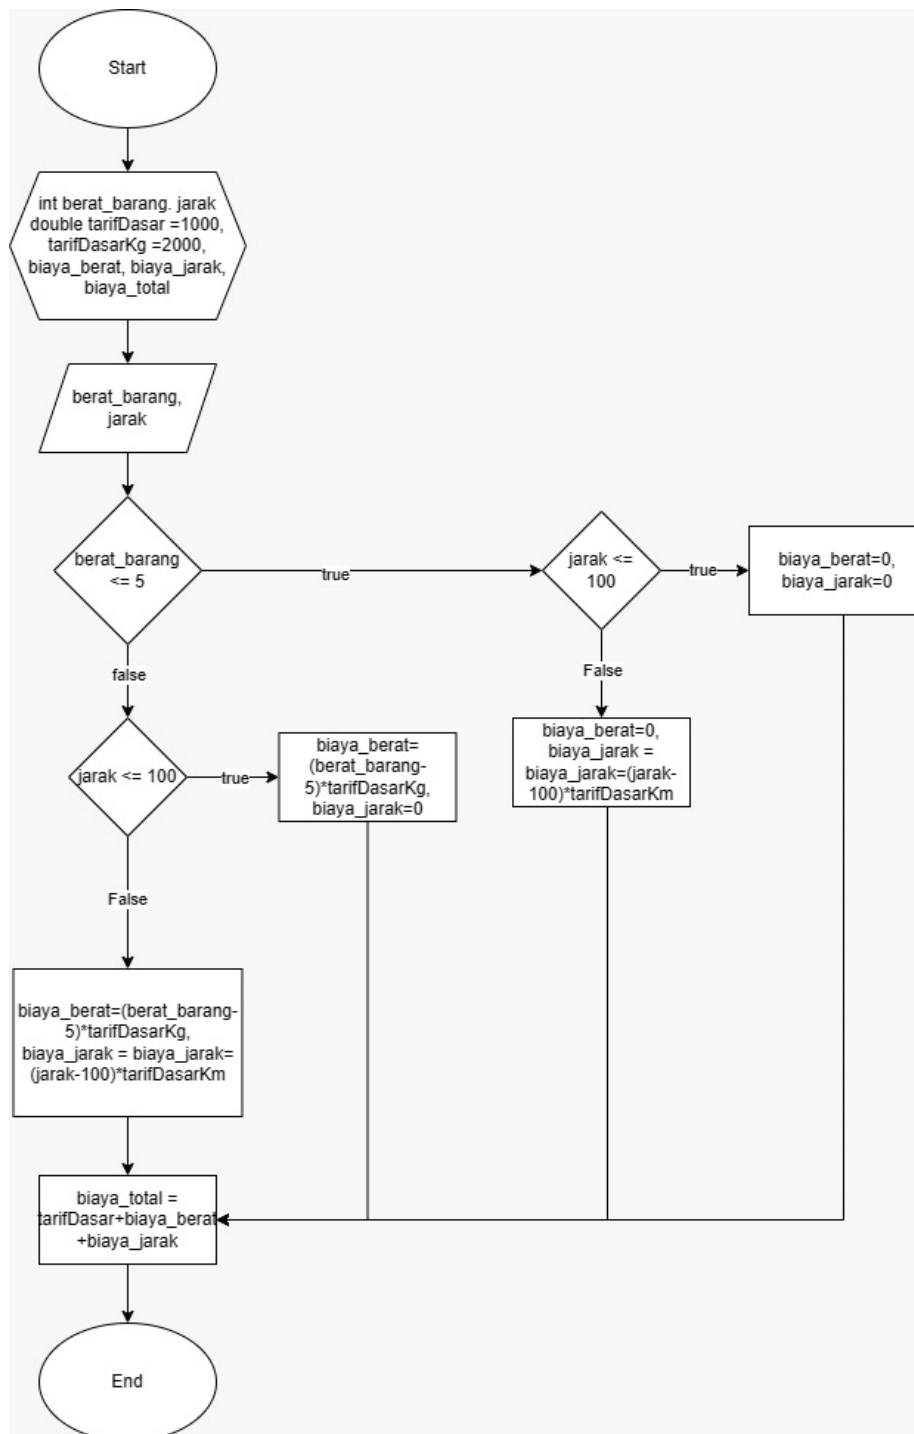 Start
int berat_barang. jarak
double tarifDasar =1000,
tarifDasarKg =2000,
biaya_berat, biaya_jarak,
biaya_total
berat_barang,
jarak
berat_barang
<= 5
true
jarak <=
100
true
biaya_berat=0,
biaya_jarak=0
false
False
jarak <= 100
true
biaya_berat=
(berat_barang-
5)*tarifDasarKg,
biaya_jarak=0
biaya_berat=0,
biaya_jarak =
biaya_jarak=(jarak-
100)*tarifDasarKm
False
biaya_berat=(berat_barang-
5)*tarifDasarKg,
biaya_jarak = biaya_jarak=
(jarak-100)*tarifDasarKm
biaya_total =
tarifDasar+biaya_berat
+biaya_jarak
End